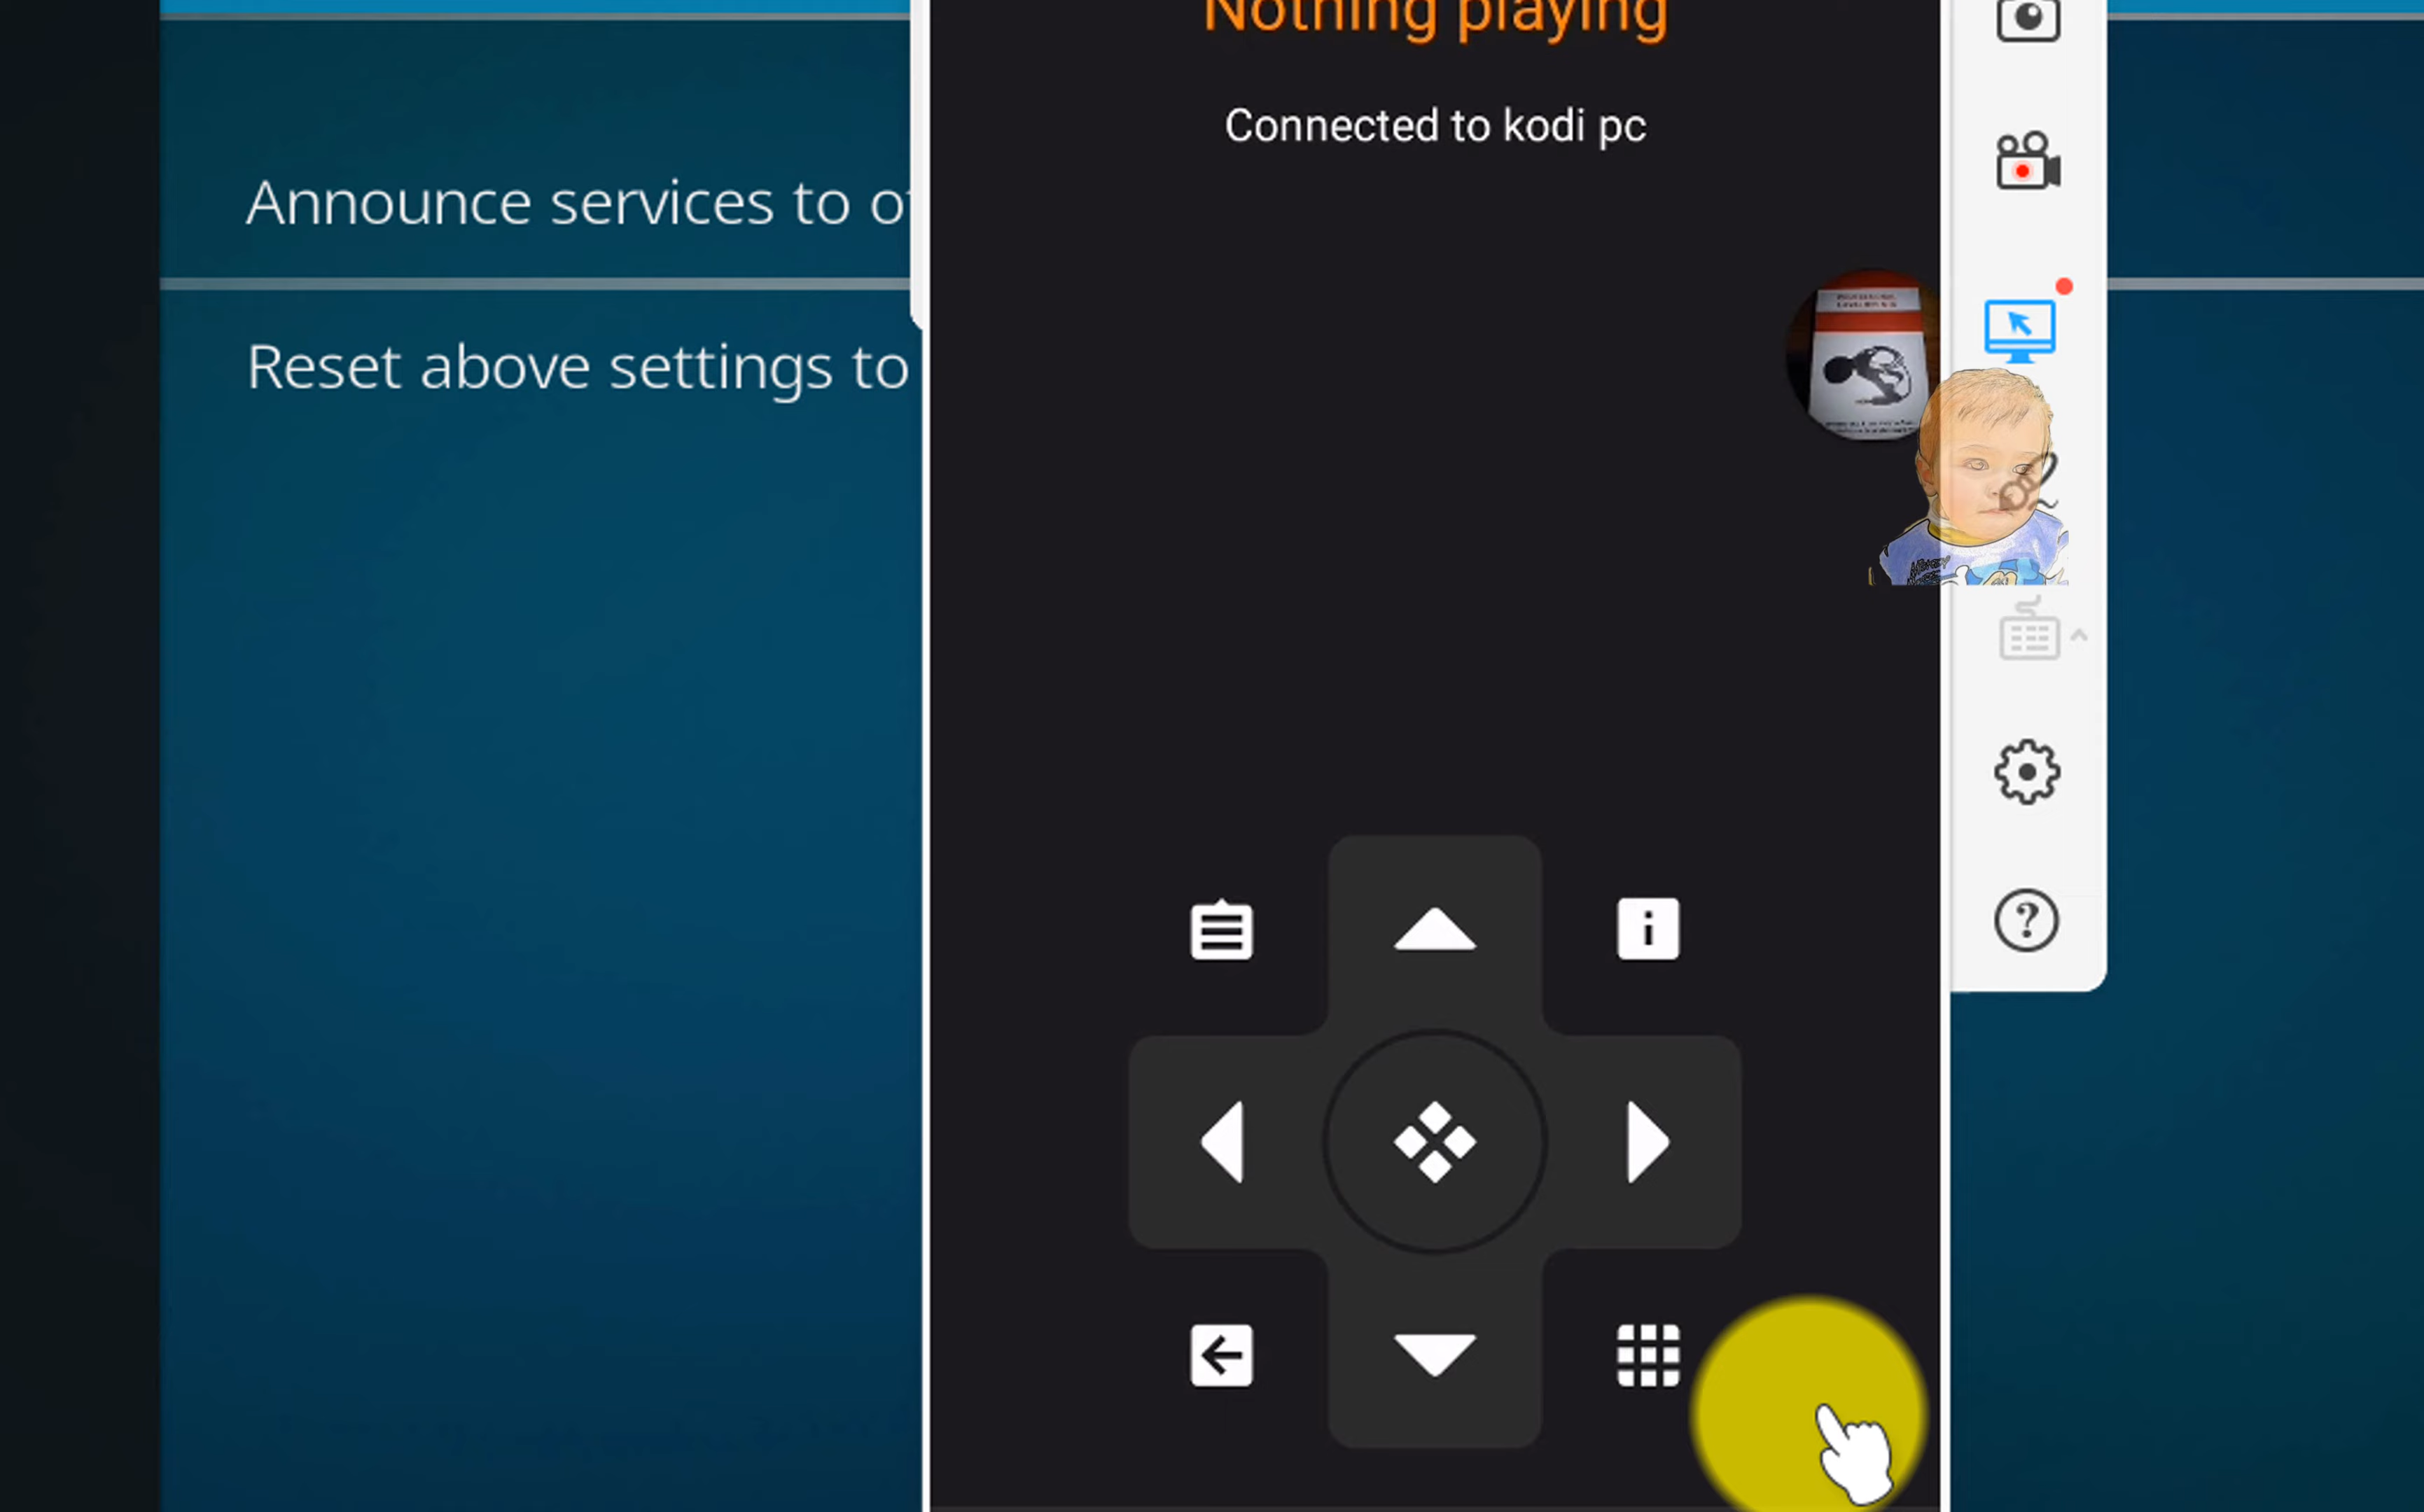 Nothing playing
Connected to kodi pc
Announce services to
Reset above settings to